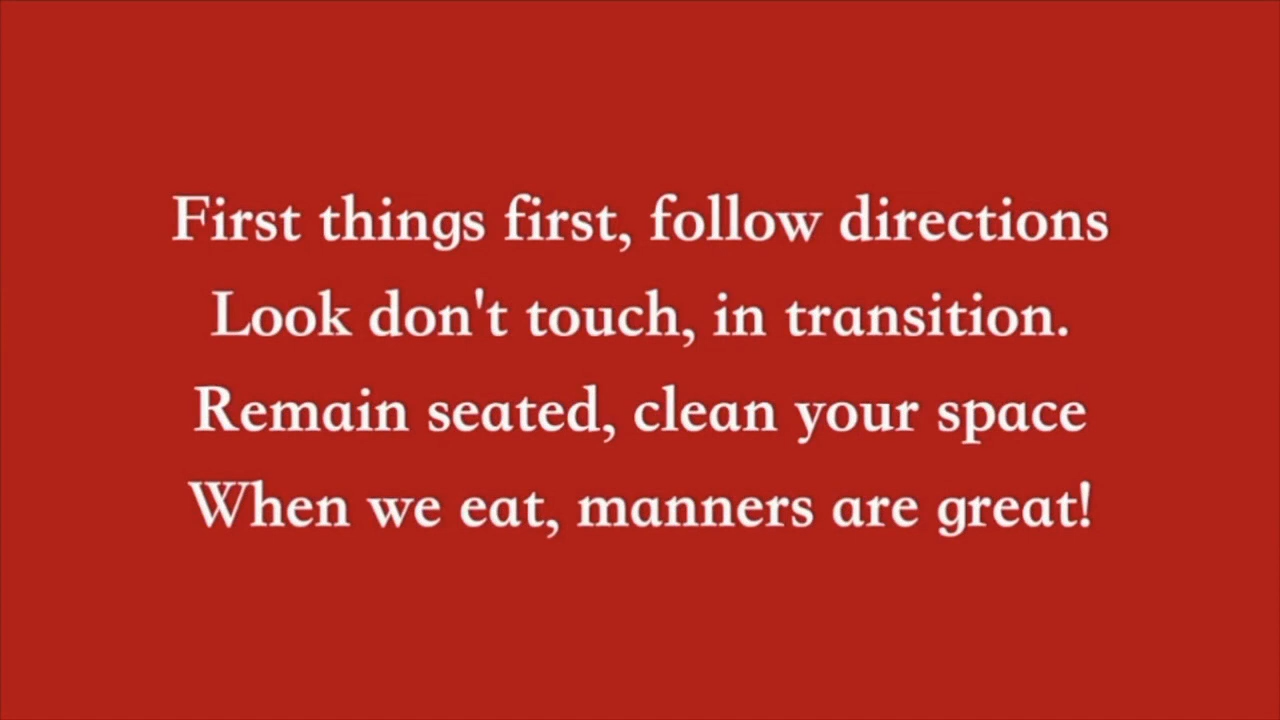 First things first, follow directions
Look don't touch, in transition.
Remain seated, clean your space
When we eat, manners are great!